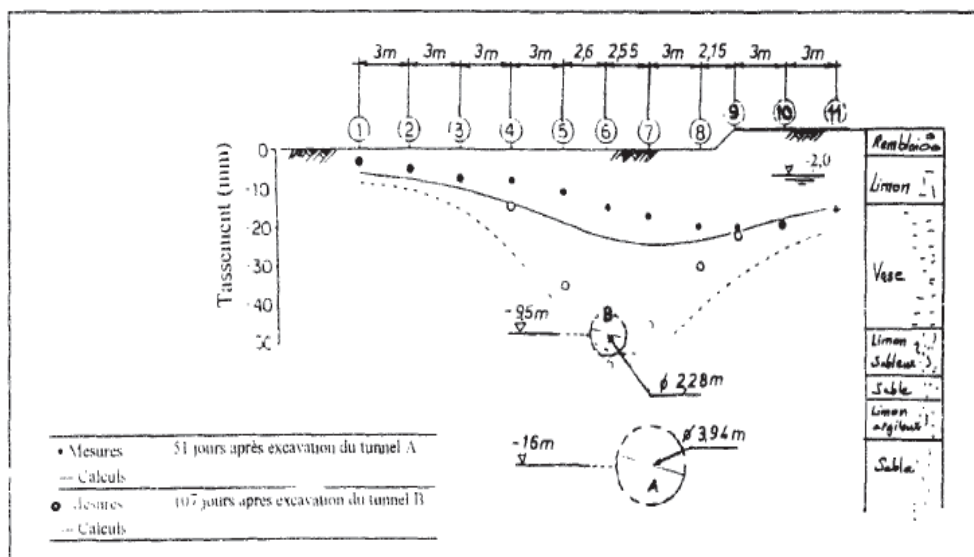 3m 3m 3m 3m 2,6 2,55 3m 2,15 3m 3m
1 2 3 4 5 6 7 8 9 10 11
Tassement (mm)
0
-10
-20
-30
-40
-2,0
Limon
Vase
Limon
Sable
Limon
argileux
Sable
-9,5m
B
ϕ 2,28m
-16m
ϕ 3,94m
A
• Mesures 51 jours après excavation du tunnel A
— Calculs
o Mesures 107 jours après excavation du tunnel B
--- Calculs